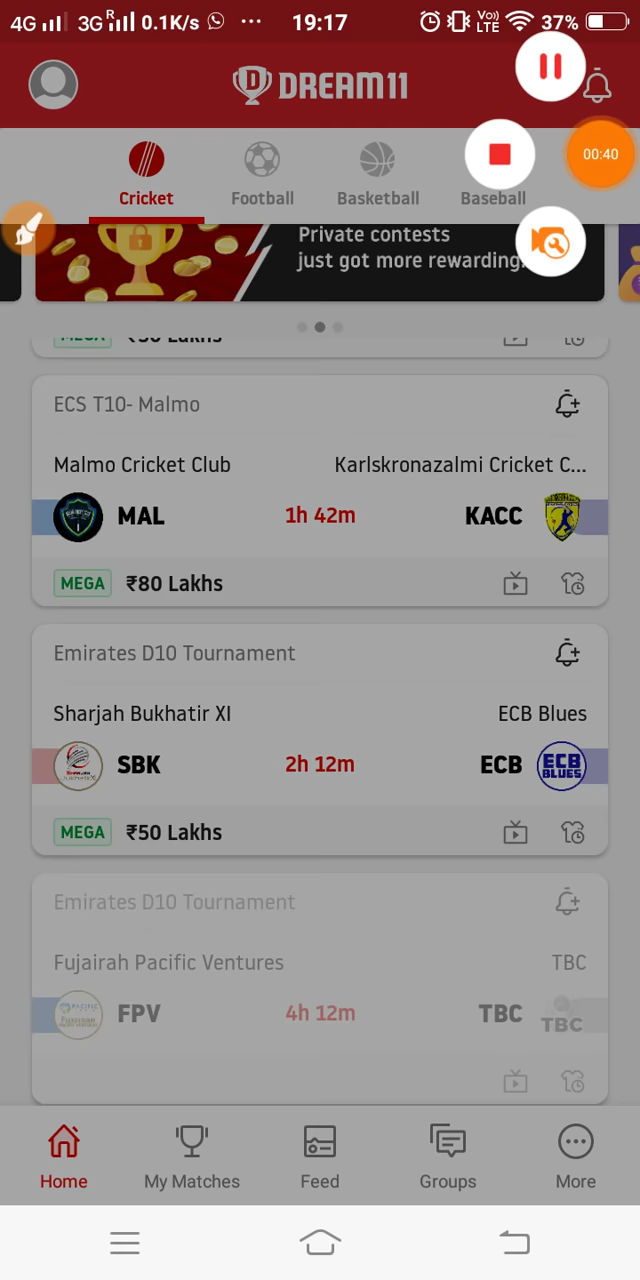 4G 3G R 0.1K/s ... 19:17 Vo) LTE 37%
DREAM11
00:40
Cricket Football Basketball Baseball
Private contests
just got more rewarding.
MEGA ₹50 Lakhs
ECS T10- Malmo
Malmo Cricket Club Karlskronazalmi Cricket C...
MAL 1h 42m KACC
MEGA ₹80 Lakhs
Emirates D10 Tournament
Sharjah Bukhatir XI ECB Blues
SBK 2h 12m ECB ECB BLUES
MEGA ₹50 Lakhs
Emirates D10 Tournament
Fujairah Pacific Ventures TBC
FPV 4h 12m TBC TBC
Home My Matches Feed Groups More